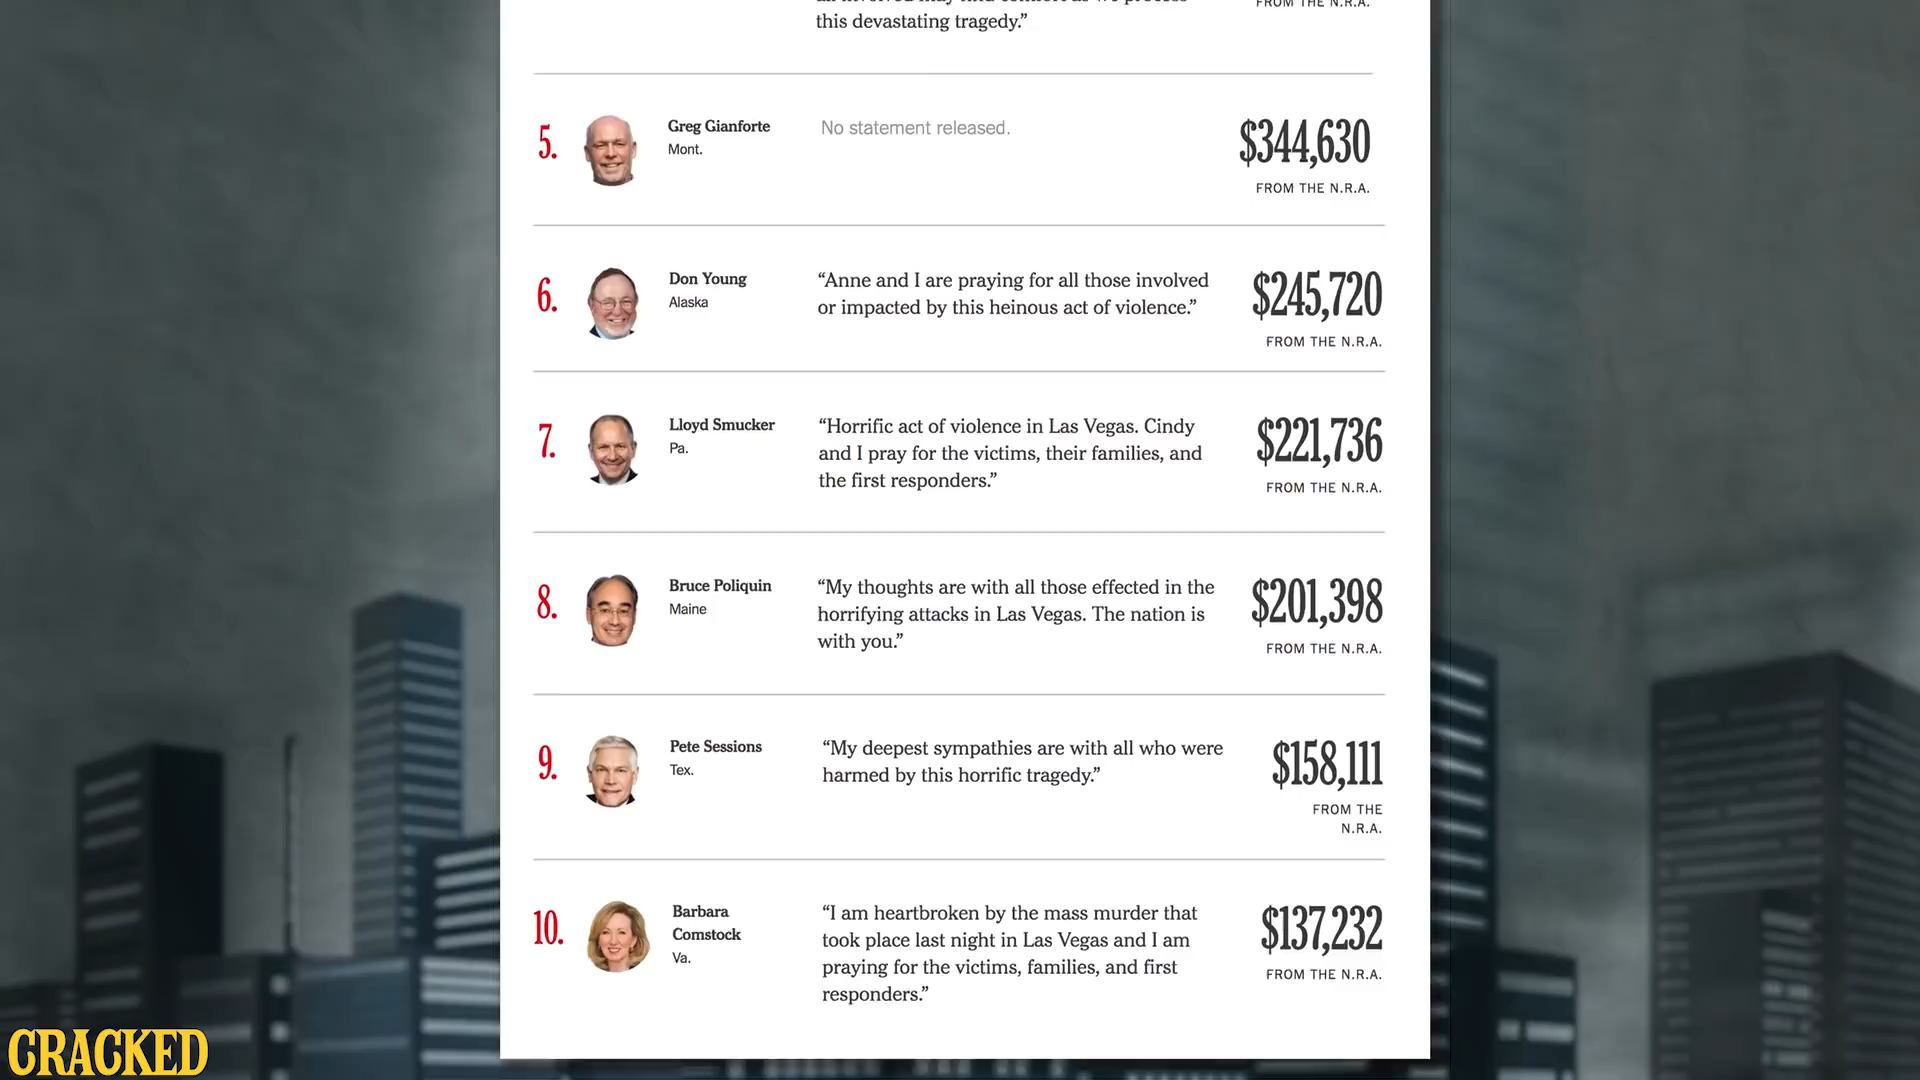 this devastating tragedy.”
FROM THE N.R.A.
5.
Greg Gianforte
Mont.
No statement released.
$344,630
FROM THE N.R.A.
6.
Don Young
Alaska
“Anne and I are praying for all those involved
or impacted by this heinous act of violence.”
$245,720
FROM THE N.R.A.
7.
Lloyd Smucker
Pa.
“Horrific act of violence in Las Vegas. Cindy
and I pray for the victims, their families, and
the first responders.”
$221,736
FROM THE N.R.A.
8.
Bruce Poliquin
Maine
“My thoughts are with all those effected in the
horrifying attacks in Las Vegas. The nation is
with you.”
$201,398
FROM THE N.R.A.
9.
Pete Sessions
Tex.
“My deepest sympathies are with all who were
harmed by this horrific tragedy.”
$158,111
FROM THE
N.R.A.
10.
Barbara
Comstock
Va.
“I am heartbroken by the mass murder that
took place last night in Las Vegas and I am
praying for the victims, families, and first
responders.”
$137,232
FROM THE N.R.A.
CRACKED